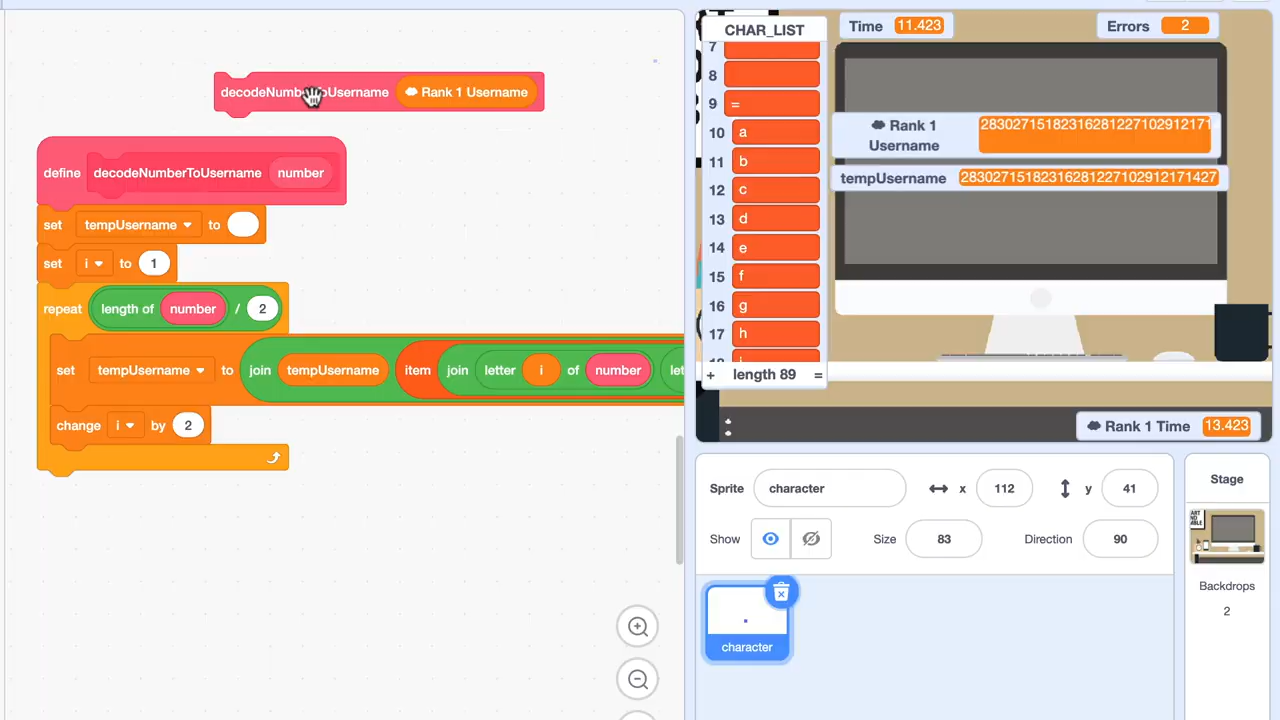 decodeNumberToUsername Rank 1 Username
define decodeNumberToUsername number
set tempUsername to
set i to 1
repeat length of number / 2
set tempUsername to join tempUsername item join letter i of number
change i by 2
CHAR_LIST
7
8
9 =
10 a
11 b
12 c
13 d
14 e
15 f
16 g
17 h
+ length 89 =
Time 11.423
Errors 2
Rank 1
Username
tempUsername 28302715182316281227102912171427
:
Rank 1 Time 13.423
Sprite character x 112 y 41
Show Size 83 Direction 90
character
Stage
Backdrops
2